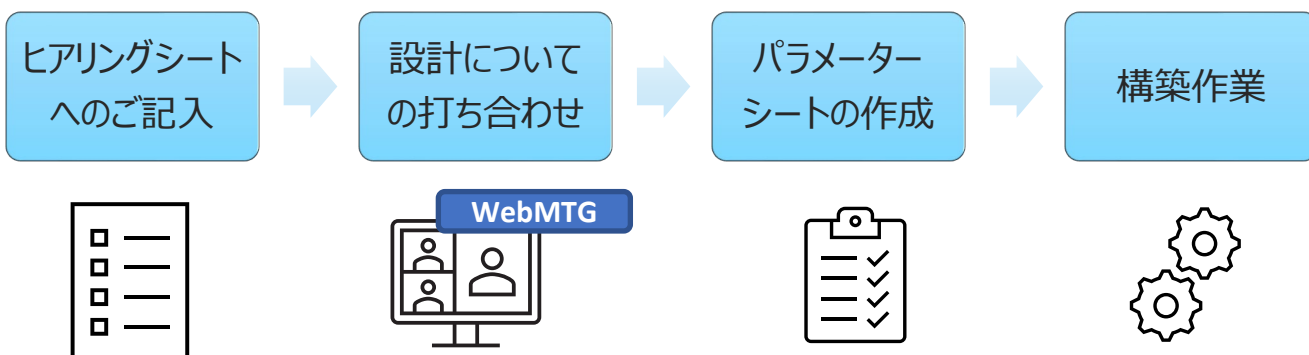 ヒアリングシート
へのご記入
設計について
の打ち合わせ
パラメーター
シートの作成
構築作業
WebMTG